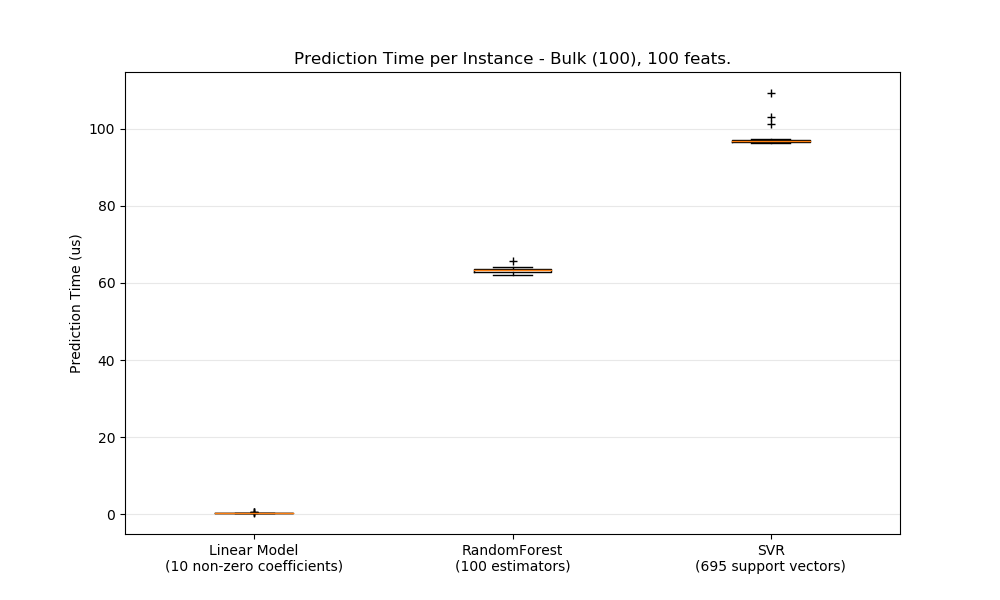 Prediction Time per Instance - Bulk (100), 100 feats.
Prediction Time (us)
100
80
60
40
20
0
Linear Model
(10 non-zero coefficients)
RandomForest
(100 estimators)
SVR
(695 support vectors)